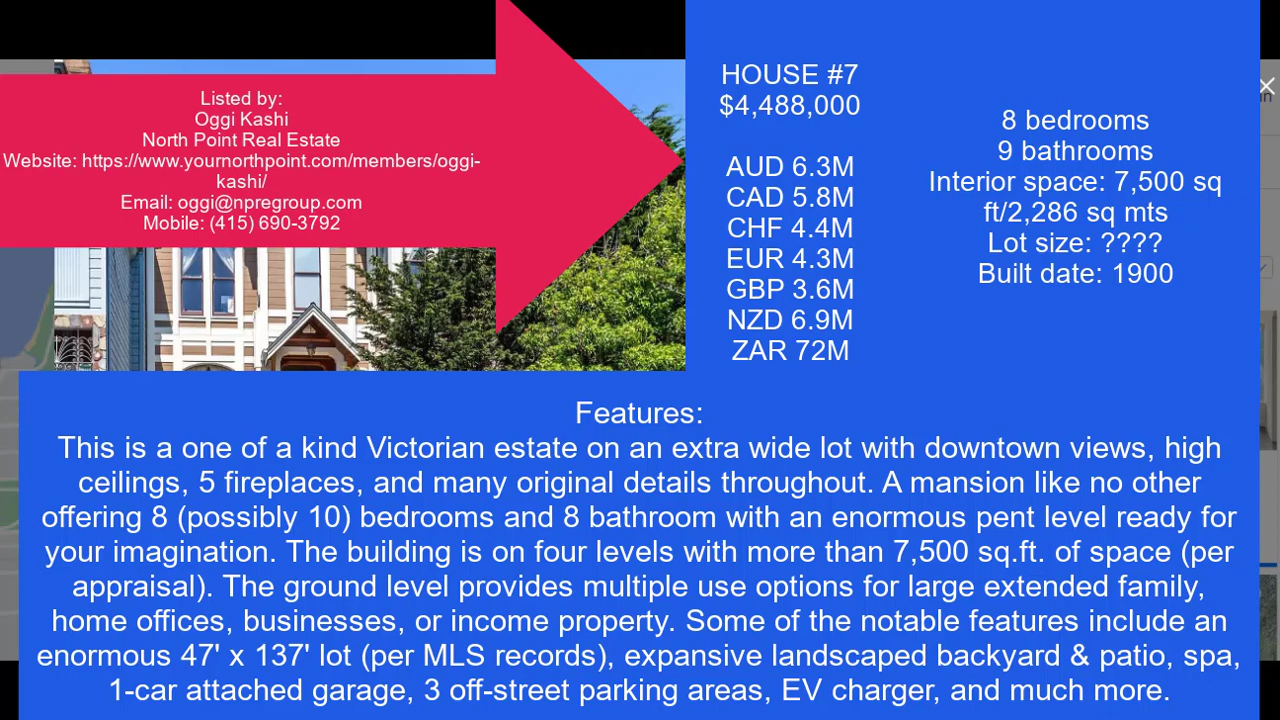 Listed by:
Oggi Kashi
North Point Real Estate
Website: https://www.yournorthpoint.com/members/oggi-
kashi/
Email: oggi@npregroup.com
Mobile: (415) 690-3792
HOUSE #7
$4,488,000
AUD 6.3M
CAD 5.8M
CHF 4.4M
EUR 4.3M
GBP 3.6M
NZD 6.9M
ZAR 72M
8 bedrooms
9 bathrooms
Interior space: 7,500 sq
ft/2,286 sq mts
Lot size: ????
Built date: 1900
Features:
This is a one of a kind Victorian estate on an extra wide lot with downtown views, high
ceilings, 5 fireplaces, and many original details throughout. A mansion like no other
offering 8 (possibly 10) bedrooms and 8 bathroom with an enormous pent level ready for
your imagination. The building is on four levels with more than 7,500 sq.ft. of space (per
appraisal). The ground level provides multiple use options for large extended family,
home offices, businesses, or income property. Some of the notable features include an
enormous 47' x 137' lot (per MLS records), expansive landscaped backyard & patio, spa,
1-car attached garage, 3 off-street parking areas, EV charger, and much more.